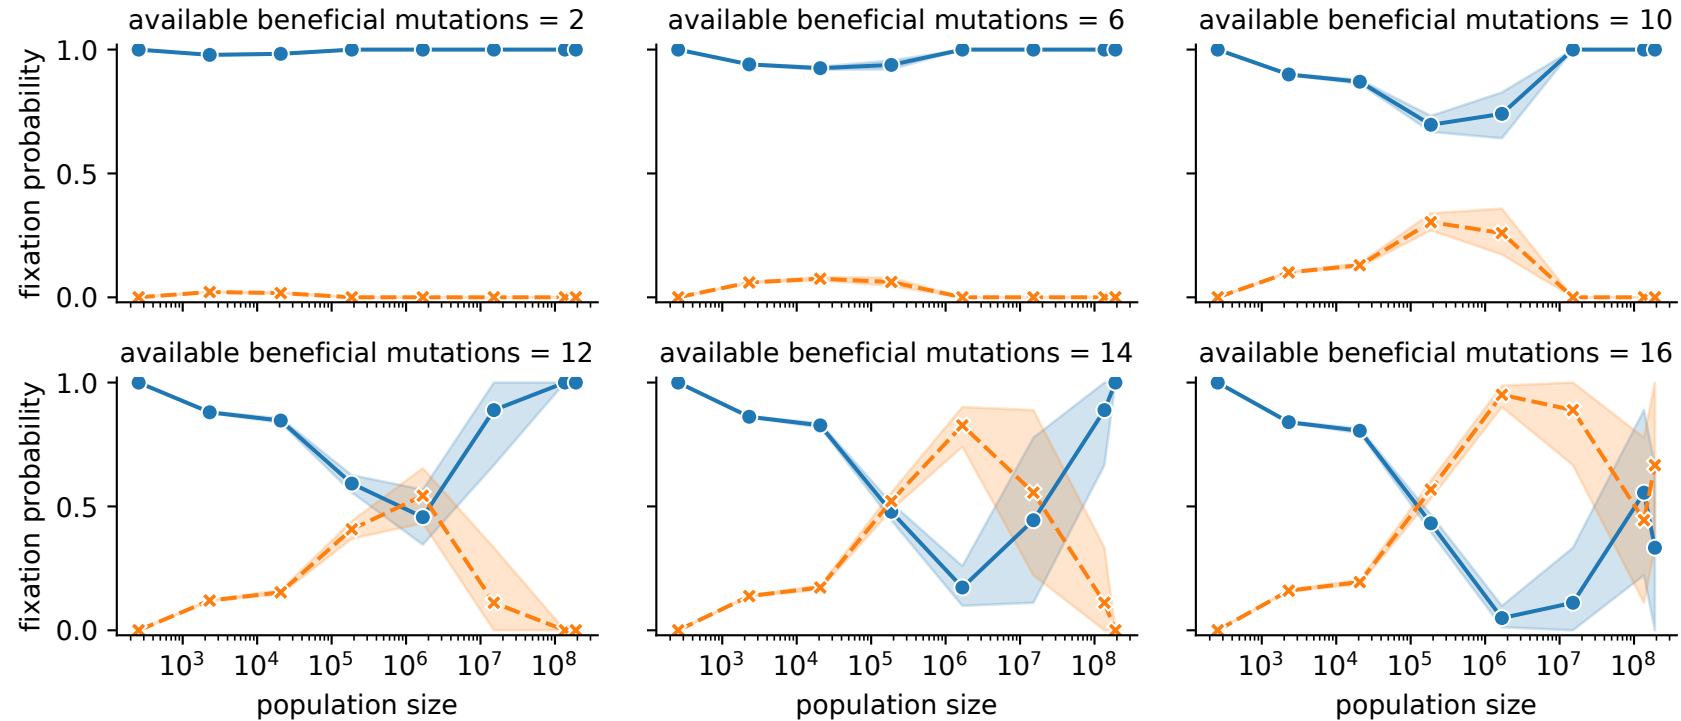 available beneficial mutations = 2
available beneficial mutations = 6
available beneficial mutations = 10
fixation probability
1.0
0.5
0.0
available beneficial mutations = 12
available beneficial mutations = 14
available beneficial mutations = 16
fixation probability
1.0
0.5
0.0
10³ 10⁴ 10⁵ 10⁶ 10⁷ 10⁸
10³ 10⁴ 10⁵ 10⁶ 10⁷ 10⁸
10³ 10⁴ 10⁵ 10⁶ 10⁷ 10⁸
population size
population size
population size